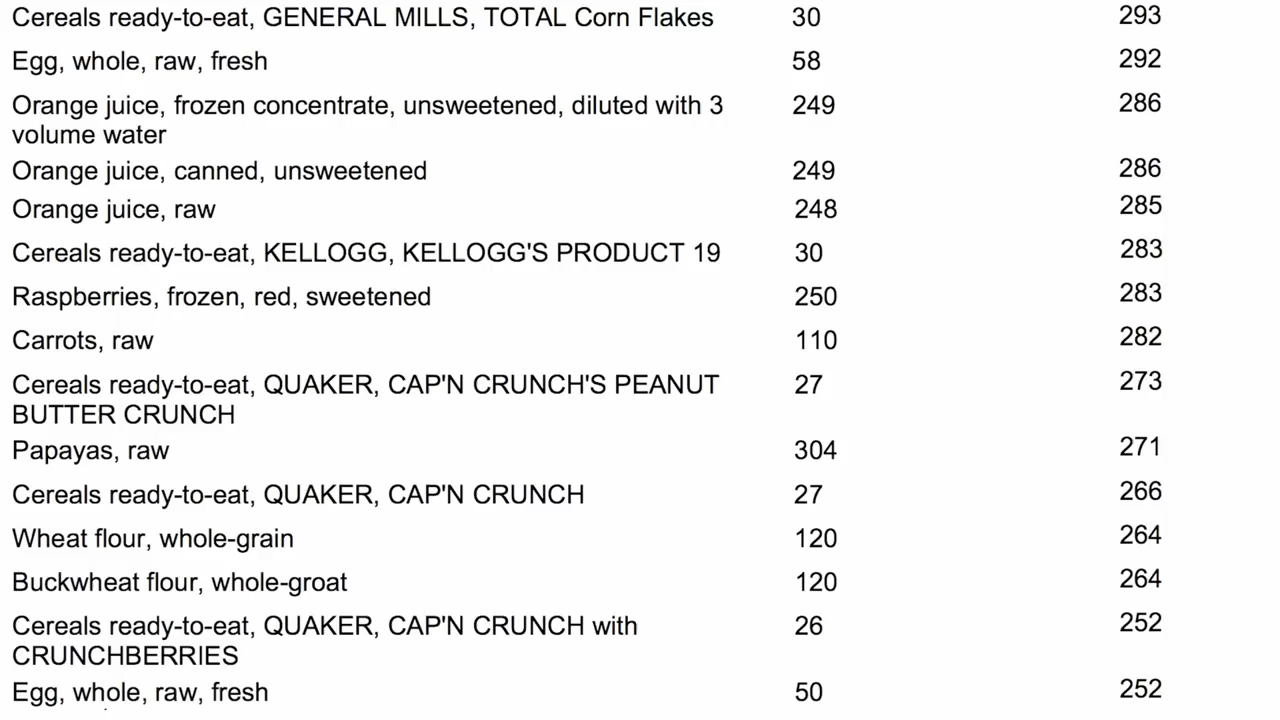 Cereals ready-to-eat, GENERAL MILLS, TOTAL Corn Flakes 30 293
Egg, whole, raw, fresh 58 292
Orange juice, frozen concentrate, unsweetened, diluted with 3 249 286
volume water
Orange juice, canned, unsweetened 249 286
Orange juice, raw 248 285
Cereals ready-to-eat, KELLOGG, KELLOGG'S PRODUCT 19 30 283
Raspberries, frozen, red, sweetened 250 283
Carrots, raw 110 282
Cereals ready-to-eat, QUAKER, CAP'N CRUNCH'S PEANUT 27 273
BUTTER CRUNCH
Papayas, raw 304 271
Cereals ready-to-eat, QUAKER, CAP'N CRUNCH 27 266
Wheat flour, whole-grain 120 264
Buckwheat flour, whole-groat 120 264
Cereals ready-to-eat, QUAKER, CAP'N CRUNCH with 26 252
CRUNCHBERRIES
Egg, whole, raw, fresh 50 252